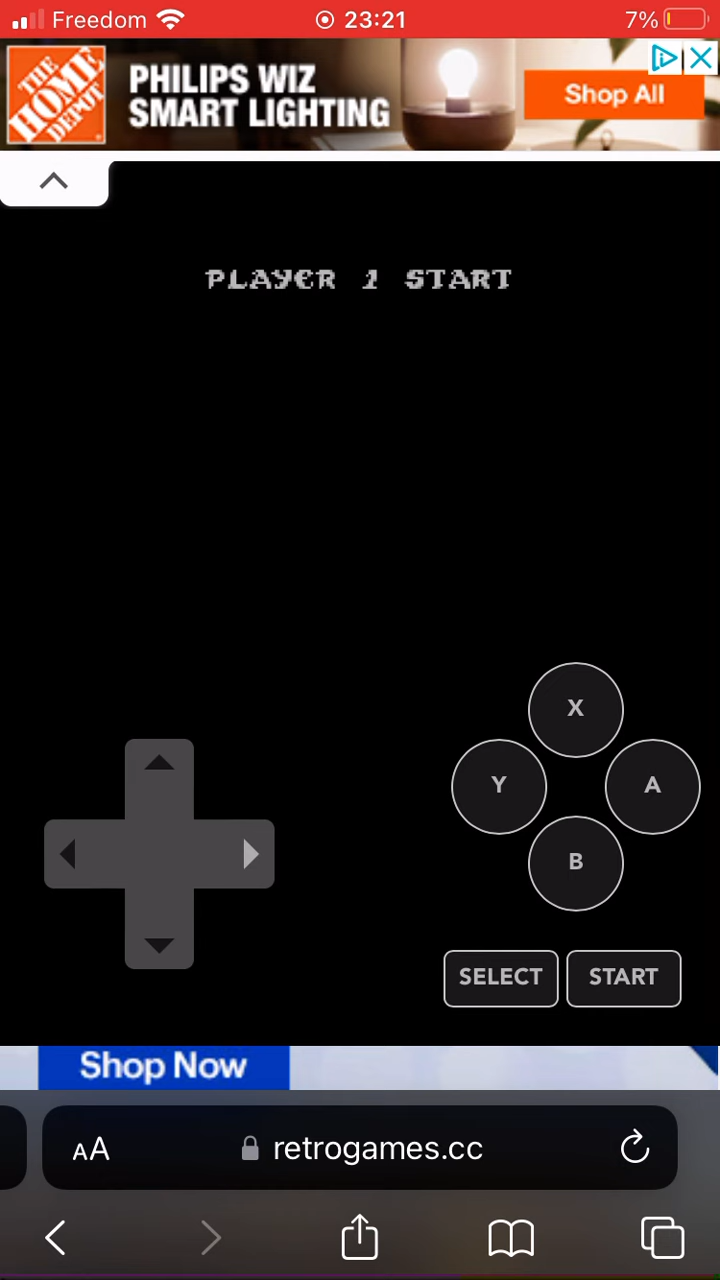 Freedom 23:21 7%
THE HOME DEPOT
PHILIPS WIZ
SMART LIGHTING
Shop All
PLAYER 1 START
X
Y A
B
SELECT START
Shop Now
AA retrogames.cc